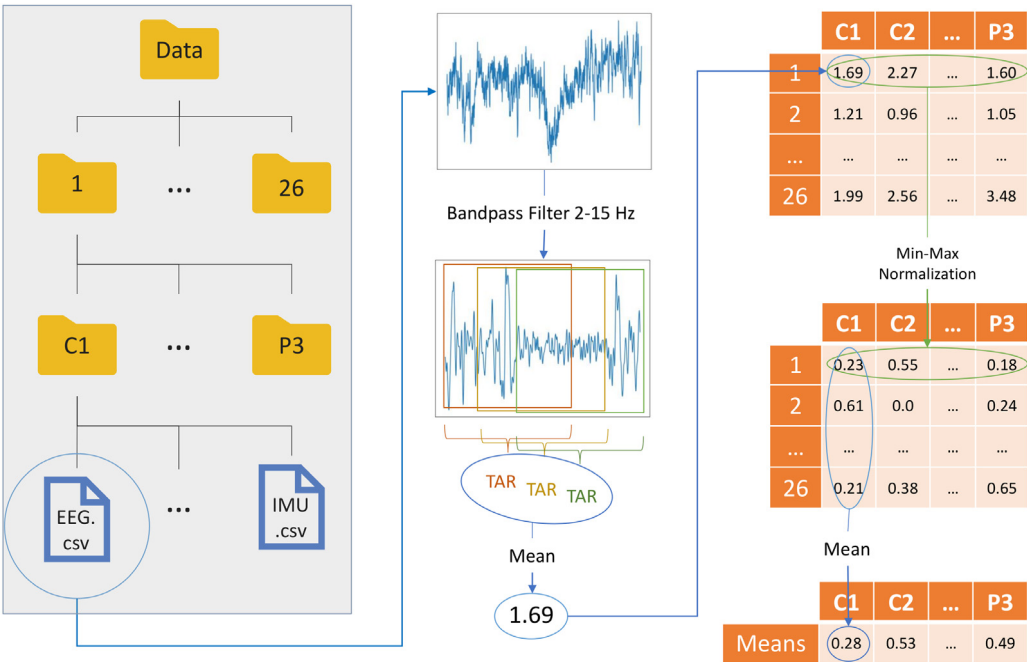 Data
1
...
26
C1
...
P3
EEG.
csv
...
IMU
.csv
Bandpass Filter 2-15 Hz
TAR
TAR
TAR
Mean
1.69
C1 C2 ... P3
1 1.69 2.27 ... 1.60
2 1.21 0.96 ... 1.05
... ... ... ... ...
26 1.99 2.56 ... 3.48
Min-Max
Normalization
C1 C2 ... P3
1 0.23 0.55 ... 0.18
2 0.61 0.0 ... 0.24
... ... ... ... ...
26 0.21 0.38 ... 0.65
Mean
C1 C2 ... P3
Means 0.28 0.53 ... 0.49